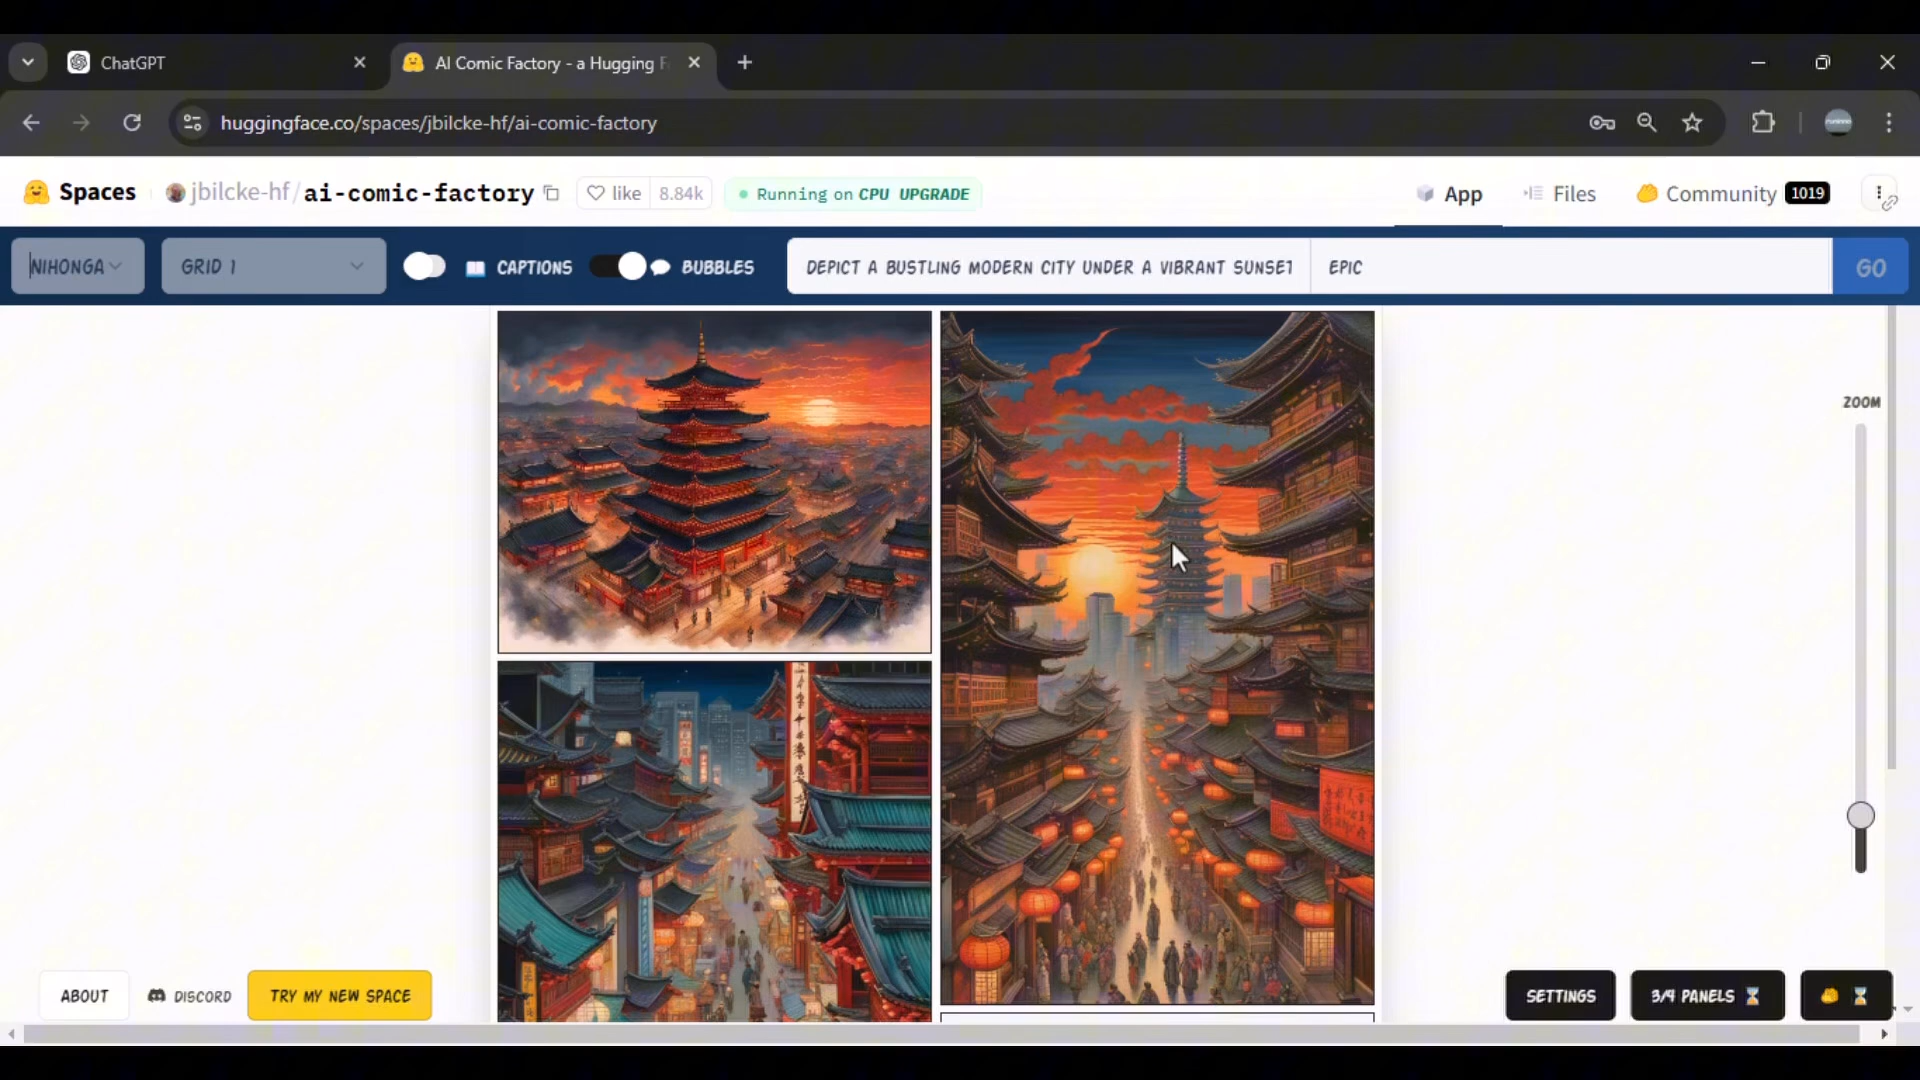 ChatGPT
AI Comic Factory - a Hugging F
huggingface.co/spaces/jbilcke-hf/ai-comic-factory
Spaces
jbilcke-hf/ai-comic-factory
like 8.84k
Running on CPU UPGRADE
App
Files
Community 1019
NIHONGA
GRID 1
CAPTIONS
BUBBLES
DEPICT A BUSTLING MODERN CITY UNDER A VIBRANT SUNSET
EPIC
GO
ZOOM
ABOUT
DISCORD
TRY MY NEW SPACE
SETTINGS
3/4 PANELS